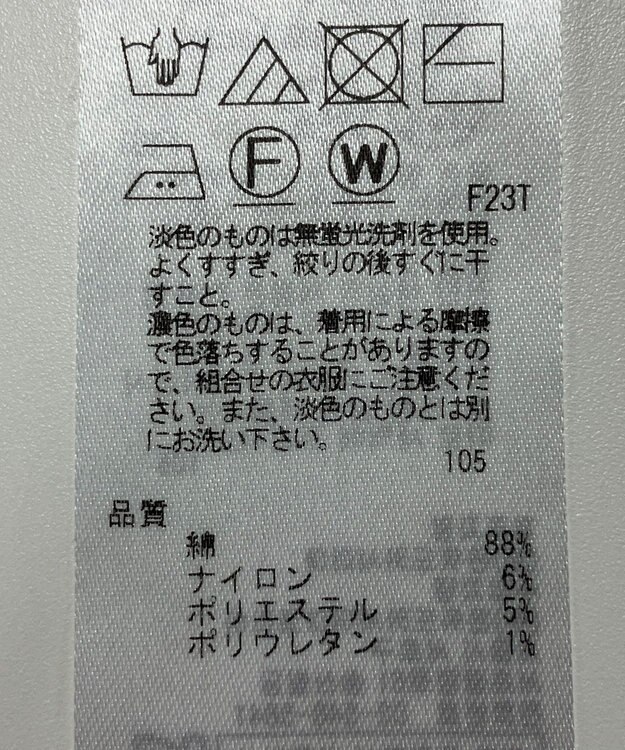 F W
F23T
淡色のものは無蛍光洗剤を使用。
よくすすぎ、絞りの後すぐに干
すこと。
濃色のものは、着用による摩擦
で色落ちすることがありますの
で、組合せの衣服にご注意くだ
さい。また、淡色のものとは別
にお洗い下さい。
105
品質
綿 88%
ナイロン 6%
ポリエステル 5%
ポリウレタン 1%